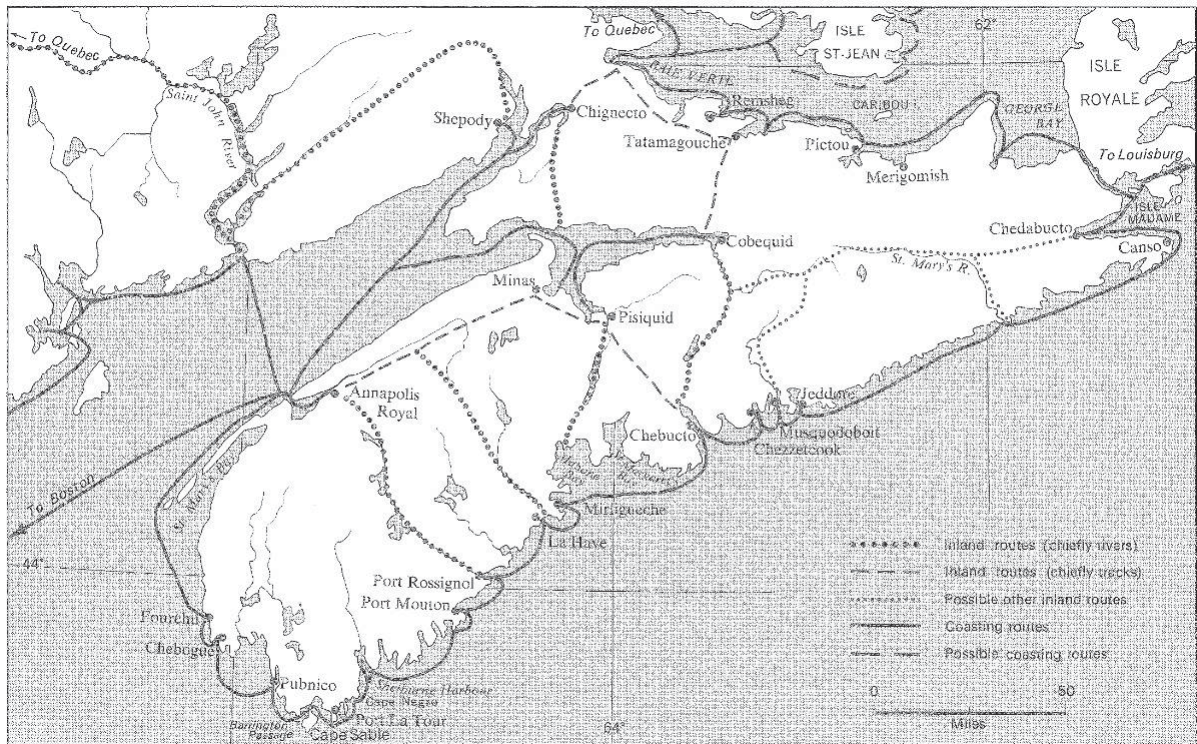 To Quebec
To Quebec
ISLE
ST-JEAN
62°
ISLE
ROYALE
Saint John River
BAIE VERTE
Remsheg
CARIBOU
GEORGE
BAY
Shepody
Chignecto
Tatamagouche
Pictou
Merigomish
To Louisburg
ISLE
MADAME
Chedabucto
Canso
Cobequid
St. Mary's R.
Minas
Pisiquid
Annapolis
Royal
Jeddore
Chebucto
Musquodoboit
Chezzetcook
St. Mary's Bay
To Boston
Mirligueche
La Have
44°
Port Rossignol
Port Mouton
Fourchu
Chebogue
Pubnico
Shelburne Harbour
Cape Negro
Port La Tour
Barrington
Passage
Cape Sable
64°
Inland routes (chiefly rivers)
Inland routes (chiefly tracks)
Possible other inland routes
Coasting routes
Possible coasting routes
0 50
Miles